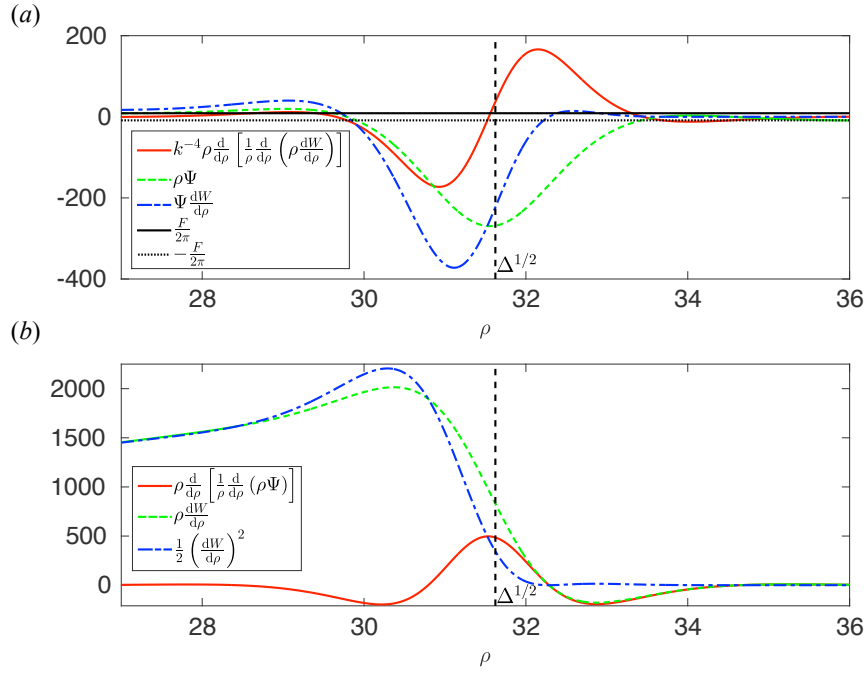 (a)
200
0
-200
-400
k^{-4}ρ d/dρ [1/ρ d/dρ (ρ dW/dρ)]
ρΨ
Ψ dW/dρ
F/2π
-F/2π
Δ^{1/2}
28 30 32 34 36
ρ
(b)
2000
1500
1000
500
0
ρ d/dρ [1/ρ d/dρ (ρΨ)]
ρ dW/dρ
1/2 (dW/dρ)^2
Δ^{1/2}
28 30 32 34 36
ρ